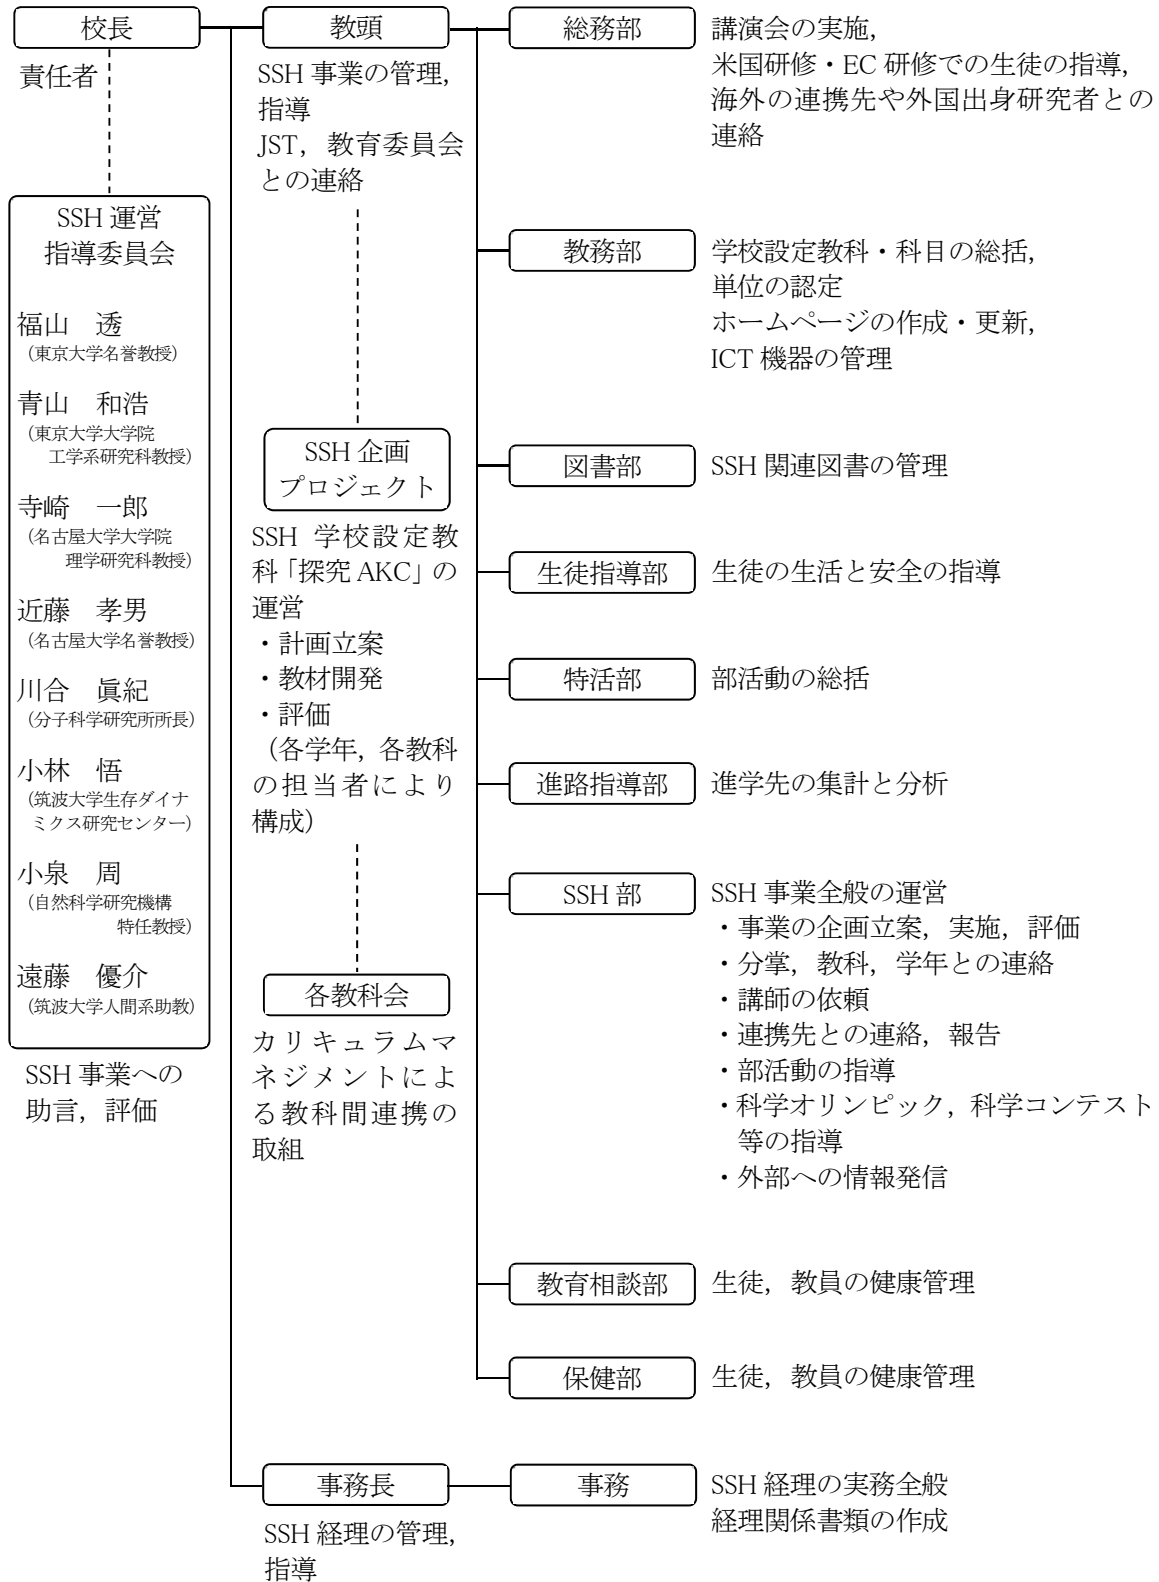 校長
責任者
SSH 運営
指導委員会
福山　透
（東京大学名誉教授）
青山　和浩
（東京大学大学院
工学系研究科教授）
寺崎　一郎
（名古屋大学大学院
理学研究科教授）
近藤　孝男
（名古屋大学名誉教授）
川合　眞紀
（分子科学研究所所長）
小林　悟
（筑波大学生存ダイナ
ミクス研究センター）
小泉　周
（自然科学研究機構
特任教授）
遠藤　優介
（筑波大学人間系助教）
SSH 事業への
助言，評価
教頭
SSH 事業の管理，
指導
JST，教育委員会
との連絡
SSH 企画
プロジェクト
SSH 学校設定教
科「探究 AKC」の
運営
・計画立案
・教材開発
・評価
（各学年，各教科
の担当者により
構成）
各教科会
カリキュラムマ
ネジメントによ
る教科間連携の
取組
総務部
講演会の実施，
米国研修・EC 研修での生徒の指導，
海外の連携先や外国出身研究者との
連絡
教務部
学校設定教科・科目の総括，
単位の認定
ホームページの作成・更新，
ICT 機器の管理
図書部
SSH 関連図書の管理
生徒指導部
生徒の生活と安全の指導
特活部
部活動の総括
進路指導部
進学先の集計と分析
SSH 部
SSH 事業全般の運営
・事業の企画立案，実施，評価
・分掌，教科，学年との連絡
・講師の依頼
・連携先との連絡，報告
・部活動の指導
・科学オリンピック，科学コンテスト
等の指導
・外部への情報発信
教育相談部
生徒，教員の健康管理
保健部
生徒，教員の健康管理
事務長
SSH 経理の管理，
指導
事務
SSH 経理の実務全般
経理関係書類の作成